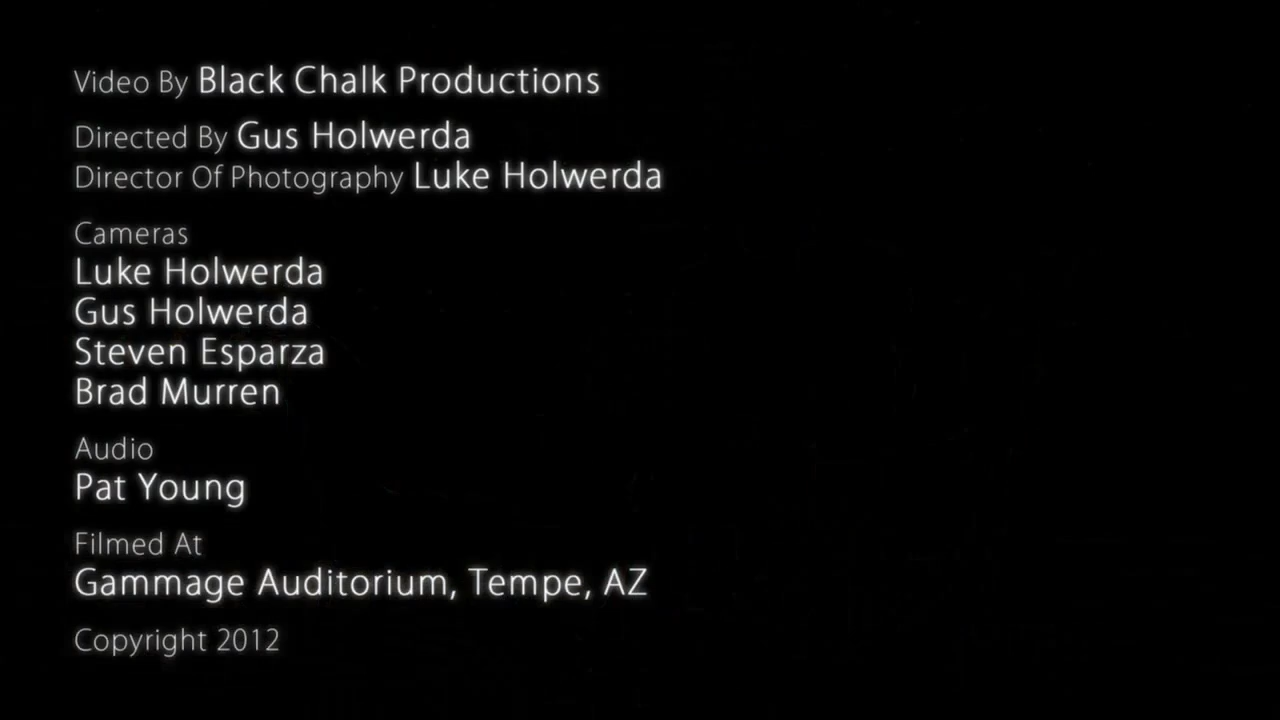 Video By Black Chalk Productions
Directed By Gus Holwerda
Director Of Photography Luke Holwerda
Cameras
Luke Holwerda
Gus Holwerda
Steven Esparza
Brad Murren
Audio
Pat Young
Filmed At
Gammage Auditorium, Tempe, AZ
Copyright 2012